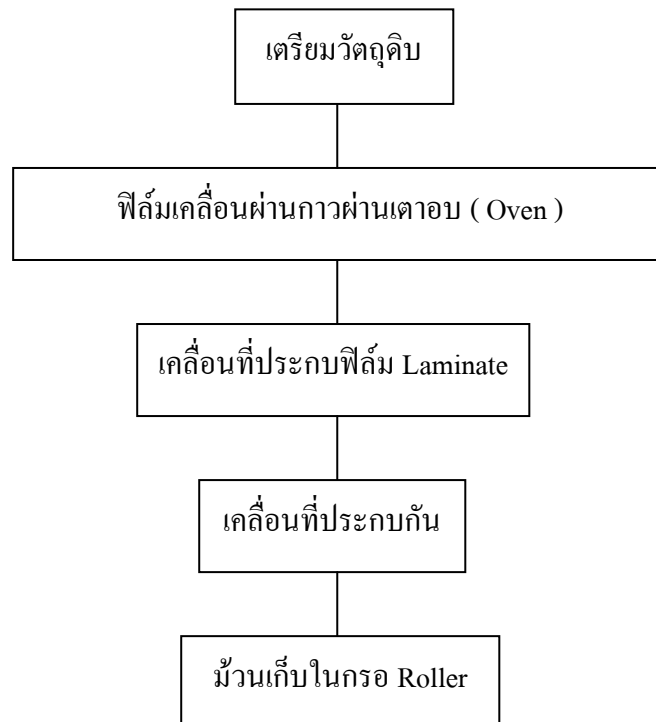 เตรียมวัตถุดิบ
ฟิล์มเคลื่อนผ่านกาวผ่านเตาอบ ( Oven )
เคลื่อนที่ประกบฟิล์ม Laminate
เคลื่อนที่ประกบกัน
ม้วนเก็บในกรอ Roller